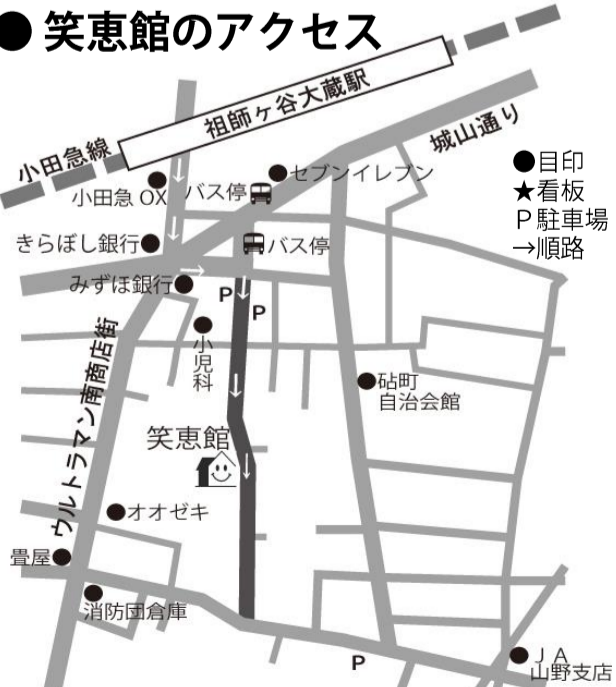 ● 笑恵館のアクセス
祖師ヶ谷大蔵駅
小田急線
城山通り
●目印
★看板
P 駐車場
→順路
小田急 OX
バス停
セブンイレブン
きらぼし銀行
バス停
みずほ銀行
P
P
小児科
ウルトラマン南商店街
砧町
自治会館
笑恵館
オオゼキ
畳屋
消防団倉庫
P
JA
山野支店